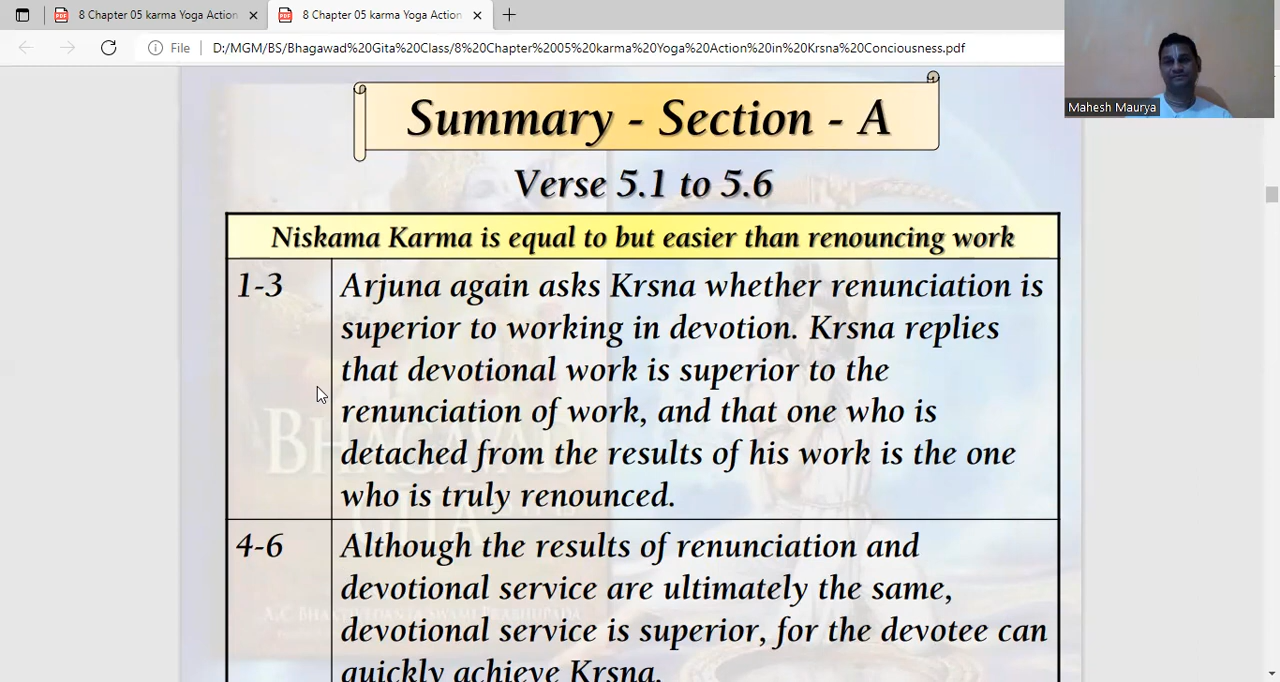 8 Chapter 05 karma Yoga Action
8 Chapter 05 karma Yoga Action
File
D:/MGM/BS/Bhagawad%20Gita%20Class/8%20Chapter%2005%20karma%20Yoga%20Action%20in%20Krsna%20Conciousness.pdf
Mahesh Maurya
Summary - Section - A
Verse 5.1 to 5.6
Niskama Karma is equal to but easier than renouncing work
1-3
Arjuna again asks Krsna whether renunciation is
superior to working in devotion. Krsna replies
that devotional work is superior to the
renunciation of work, and that one who is
detached from the results of his work is the one
who is truly renounced.
4-6
Although the results of renunciation and
devotional service are ultimately the same,
devotional service is superior, for the devotee can
quickly achieve Krsna.
BHAGAVAD
GITA
A.C BHAKTIVEDANTA SWAMI PRABHUPADA